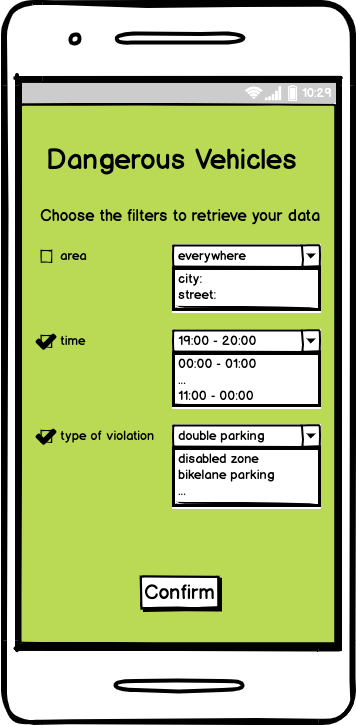 10:29
Dangerous Vehicles
Choose the filters to retrieve your data
area
everywhere
city:
street:
time
19:00 - 20:00
00:00 - 01:00
...
11:00 - 00:00
type of violation
double parking
disabled zone
bikelane parking
...
Confirm